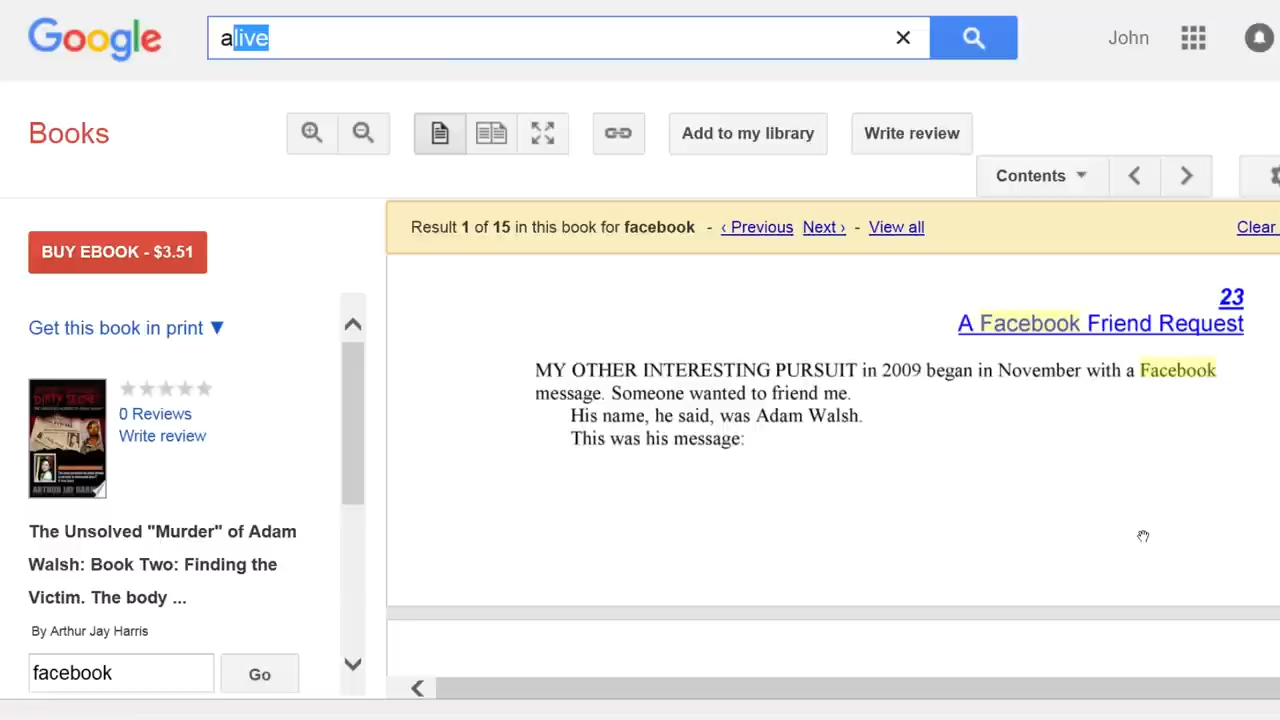 Google
alive
John
Books
Add to my library
Write review
Contents
BUY EBOOK - $3.51
Result 1 of 15 in this book for facebook - ‹ Previous Next › - View all
Clear
Get this book in print ▼
23
A Facebook Friend Request
MY OTHER INTERESTING PURSUIT in 2009 began in November with a Facebook
message. Someone wanted to friend me.
His name, he said, was Adam Walsh.
This was his message:
DIRTY SECRET
0 Reviews
Write review
The Unsolved "Murder" of Adam
Walsh: Book Two: Finding the
Victim. The body ...
By Arthur Jay Harris
facebook
Go